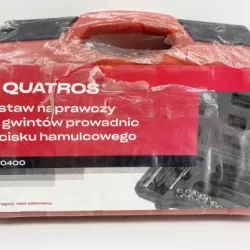 QUATROS
staw naprawczy
gwintów prowadnic
cisku hamulcowego
0400